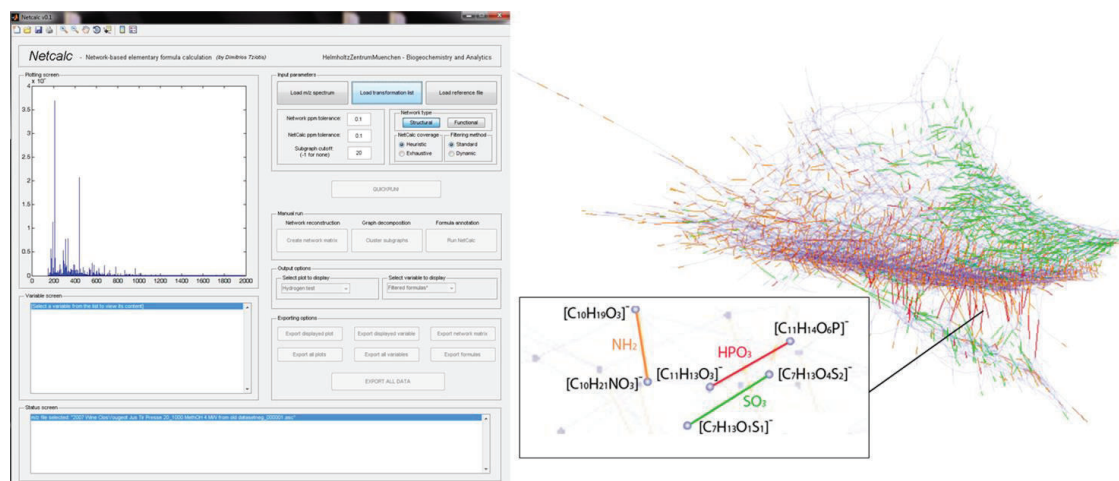 Netcalc v0.1
Netcalc - Network-based elementary formula calculation (by Dimitrios Tziotis) HelmholtzZentrumMuenchen - Biogeochemistry and Analytics
Plotting screen
x 10⁷
4
3.5
3
2.5
2
1.5
1
0.5
0
0 200 400 600 800 1000 1200 1400 1600 1800 2000
Input parameters
Load m/z spectrum Load transformation list Load reference file
Network ppm tolerance: 0.1
NetCalc ppm tolerance: 0.1
Subgraph cutoff: 20
(-1 for none)
Network type
Structural Functional
NetCalc coverage Filtering method
Heuristic Standard
Exhaustive Dynamic
QUICKRUN!
Manual run
Network reconstruction Graph decomposition Formula annotation
Create network matrix Cluster subgraphs Run NetCalc
Output options
Select plot to display Select variable to display
Hydrogen test Filtered formulas*
Variable screen
(Select a variable from the list to view its content)
Exporting options
Export displayed plot Export displayed variable Export network matrix
Export all plots Export all variables Export formulas
EXPORT ALL DATA
Status screen
m/z file selected:
[C₁₀H₁₉O₃]⁻
NH₂
[C₁₀H₂₁NO₃]⁻
[C₁₁H₁₄O₆P]⁻
HPO₃
[C₁₁H₁₃O₃]⁻
[C₇H₁₃O₄S₂]⁻
SO₃
[C₇H₁₃O₁S₁]⁻